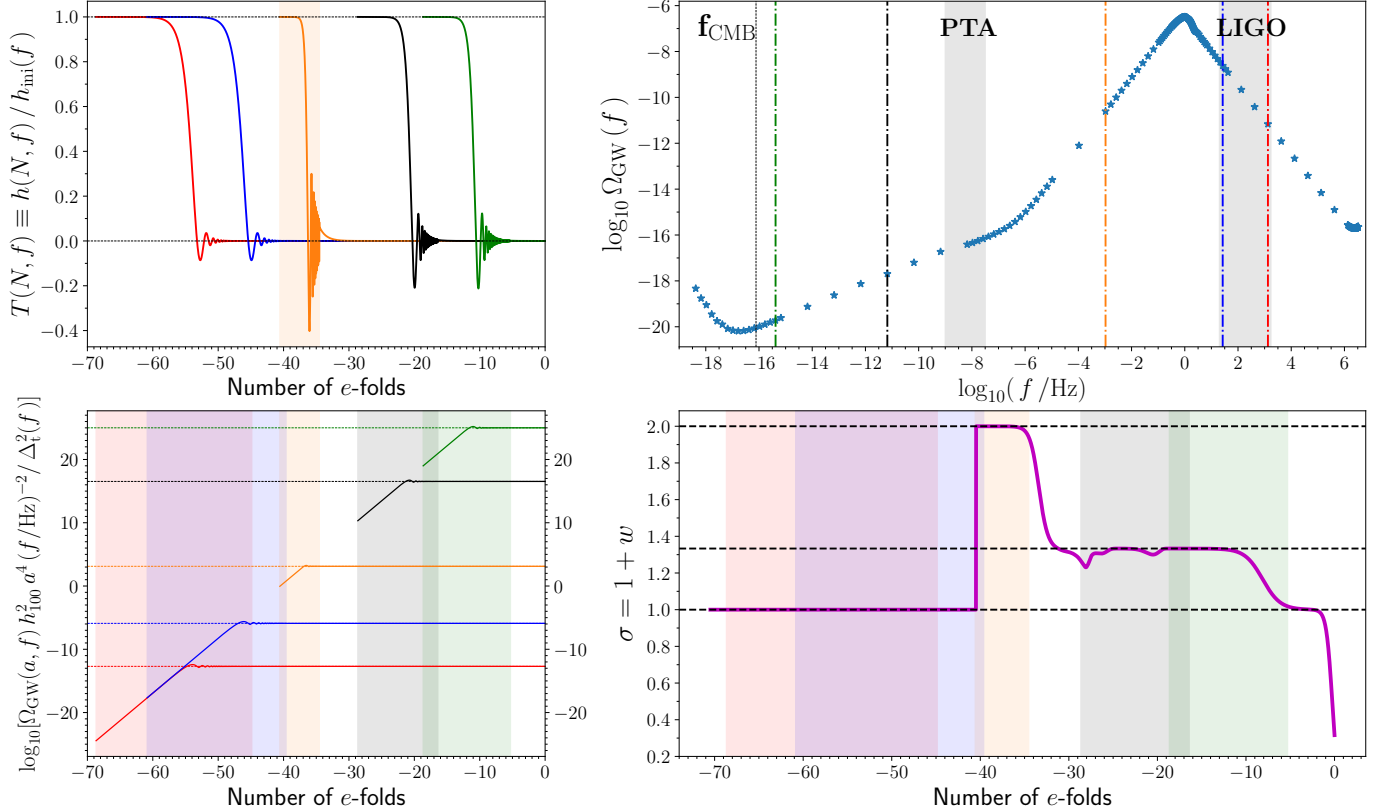 T(N, f) ≡ h(N, f)/h_ini(f)
1.0
0.8
0.6
0.4
0.2
0.0
−0.2
−0.4
−70 −60 −50 −40 −30 −20 −10 0
Number of e-folds
log₁₀ Ω_GW(f)
−6
−8
−10
−12
−14
−16
−18
−20
f_CMB PTA LIGO
−18 −16 −14 −12 −10 −8 −6 −4 −2 0 2 4 6
log₁₀(f/Hz)
log₁₀[Ω_GW(a, f) h²₁₀₀ a⁴ (f/Hz)⁻²/Δ²_t(f)]
20 20
10 10
0 0
−10 −10
−20 −20
−70 −60 −50 −40 −30 −20 −10 0
Number of e-folds
σ = 1 + w
2.0
1.8
1.6
1.4
1.2
1.0
0.8
0.6
0.4
0.2
−70 −60 −50 −40 −30 −20 −10 0
Number of e-folds